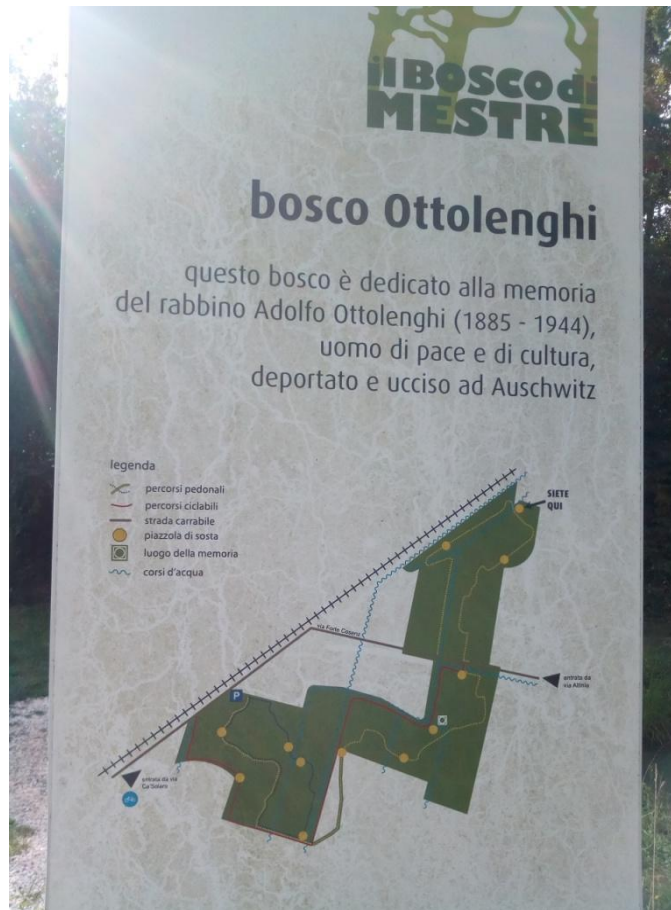 il BOSCO di
MESTRE
bosco Ottolenghi
questo bosco è dedicato alla memoria
del rabbino Adolfo Ottolenghi (1885 - 1944),
uomo di pace e di cultura,
deportato e ucciso ad Auschwitz
legenda
percorsi pedonali
percorsi ciclabili
strada carrabile
piazzola di sosta
luogo della memoria
corsi d'acqua
SIETE
QUI
via Forte Cosenz
entrata da
via Altinia
P
entrata da via
Ca' Solaro